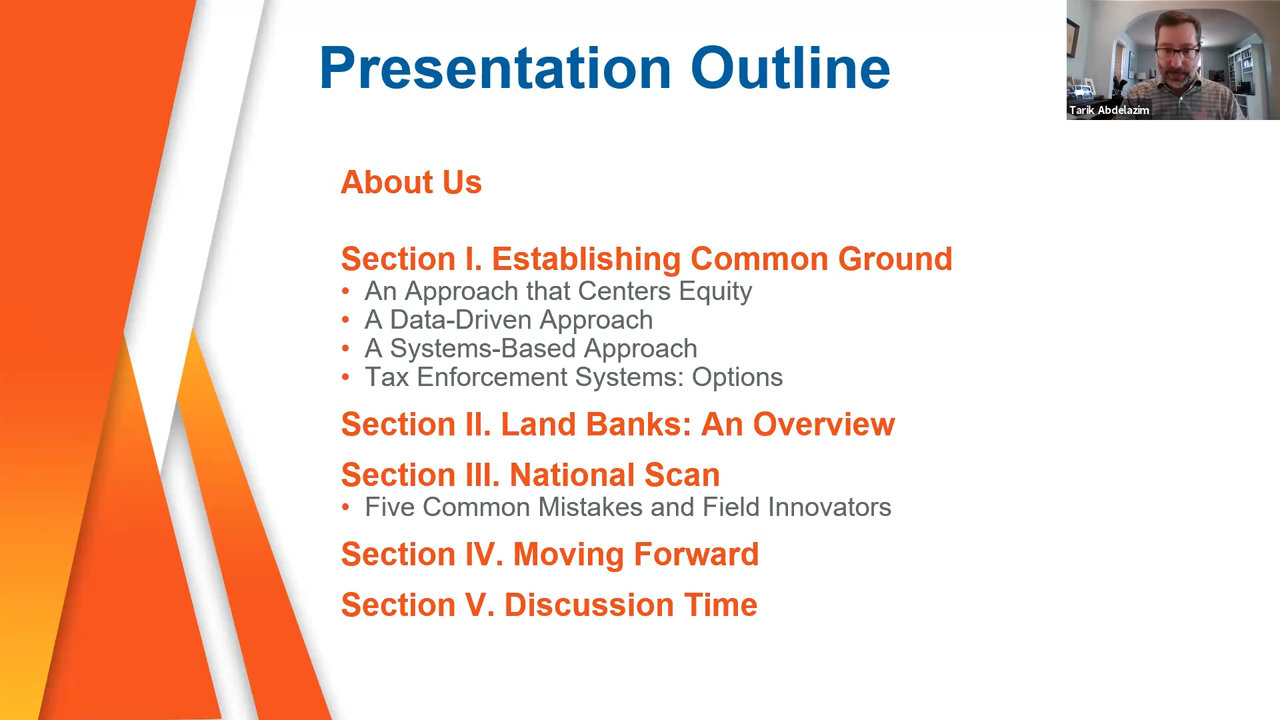 Presentation Outline
Tarik Abdelazim
About Us
Section I. Establishing Common Ground
• An Approach that Centers Equity
• A Data-Driven Approach
• A Systems-Based Approach
• Tax Enforcement Systems: Options
Section II. Land Banks: An Overview
Section III. National Scan
• Five Common Mistakes and Field Innovators
Section IV. Moving Forward
Section V. Discussion Time